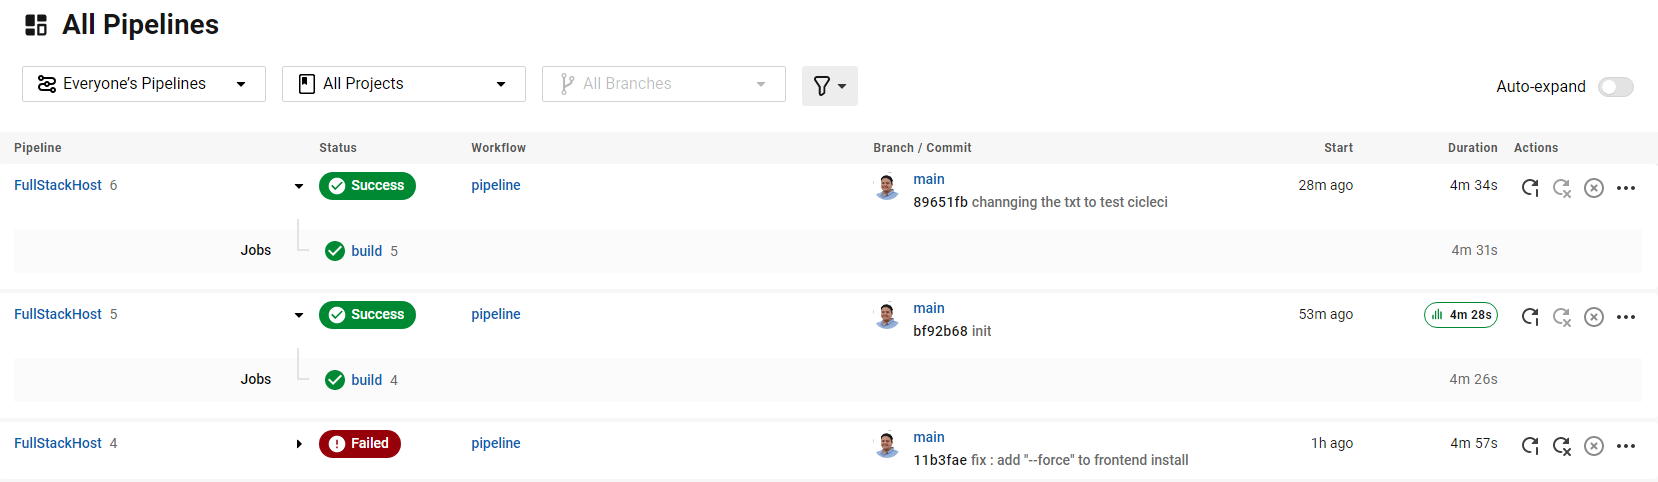 All Pipelines
Everyone’s Pipelines
All Projects
All Branches
Auto-expand
Pipeline Status Workflow Branch / Commit Start Duration Actions
FullStackHost 6 Success pipeline main 28m ago 4m 34s
89651fb channging the txt to test cicleci
Jobs build 5 4m 31s
FullStackHost 5 Success pipeline main 53m ago 4m 28s
bf92b68 init
Jobs build 4 4m 26s
FullStackHost 4 Failed pipeline main 1h ago 4m 57s
11b3fae fix : add "--force" to frontend install